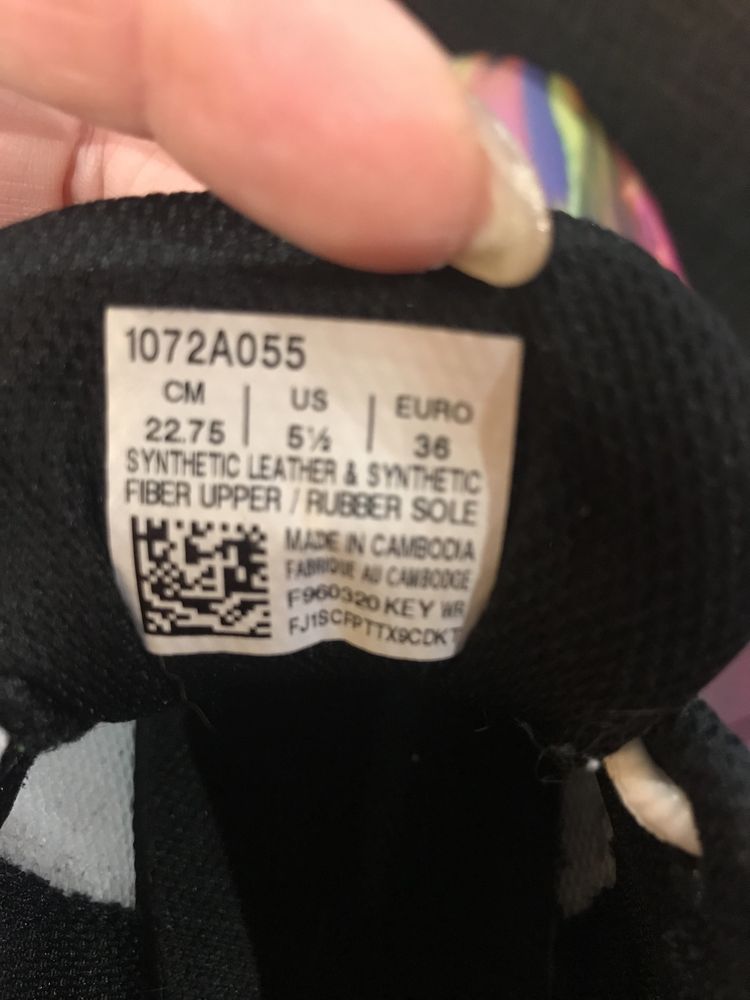 1072A055
CM | US | EURO
22.75 | 5½ | 36
SYNTHETIC LEATHER & SYNTHETIC
FIBER UPPER / RUBBER SOLE
MADE IN CAMBODIA
FABRIQUE AU CAMBODGE
F960320 KEY WR
FJ1SCFPTTX9CDKT